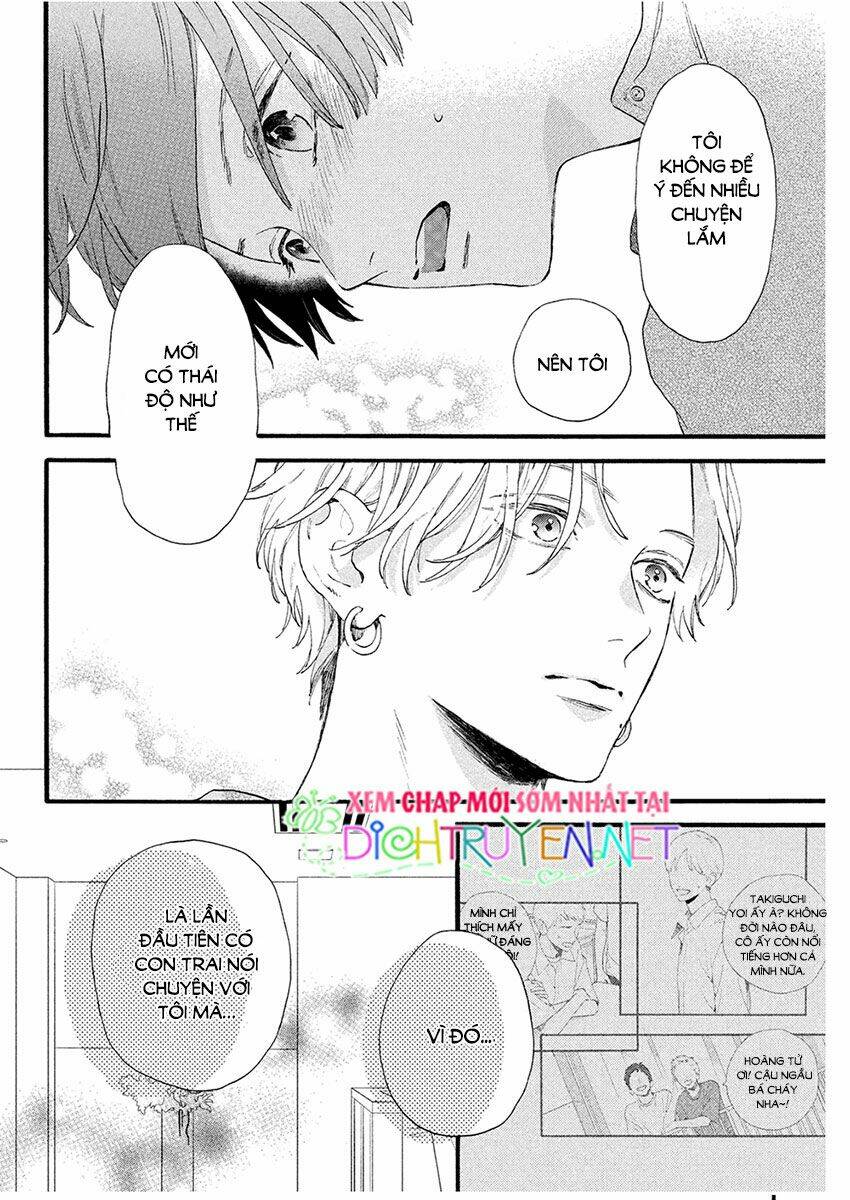 TÔI
KHÔNG ĐỂ
Ý ĐẾN NHIỀU
CHUYỆN
LẮM
NÊN TÔI
MỚI
CÓ THÁI
ĐỘ NHƯ
THẾ
XEM CHAP MỚI SỚM NHẤT TẠI
DICHTRUYEN.NET
TAKIGUCHI
YOI ẤY À? KHÔNG
ĐỜI NÀO ĐÂU,
CÔ ẤY CÒN NỔI
TIẾNG HƠN CẢ
MÌNH NỮA.
MÌNH CHỈ
THÍCH MẤY
ĐÁNG
HOÀNG TỬ
ƠI! CẬU NGẦU
BÁ CHÁY
NHA~!
VÌ ĐÓ...
LÀ LẦN
ĐẦU TIÊN CÓ
CON TRAI NÓI
CHUYỆN VỚI
TÔI MÀ...